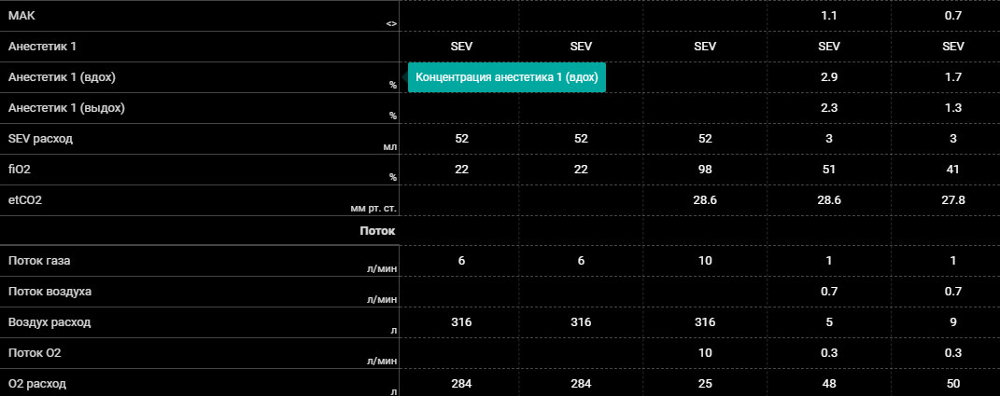 МАК <> 1.1 0.7
Анестетик 1 SEV SEV SEV SEV SEV
Анестетик 1 (вдох) % Концентрация анестетика 1 (вдох) 2.9 1.7
Анестетик 1 (выдох) % 2.3 1.3
SEV расход мл 52 52 52 3 3
fiO2 % 22 22 98 51 41
etCO2 мм рт. ст. 28.6 28.6 27.8
Поток
Поток газа л/мин 6 6 10 1 1
Поток воздуха л/мин 0.7 0.7
Воздух расход л 316 316 316 5 9
Поток О2 л/мин 10 0.3 0.3
О2 расход л 284 284 25 48 50